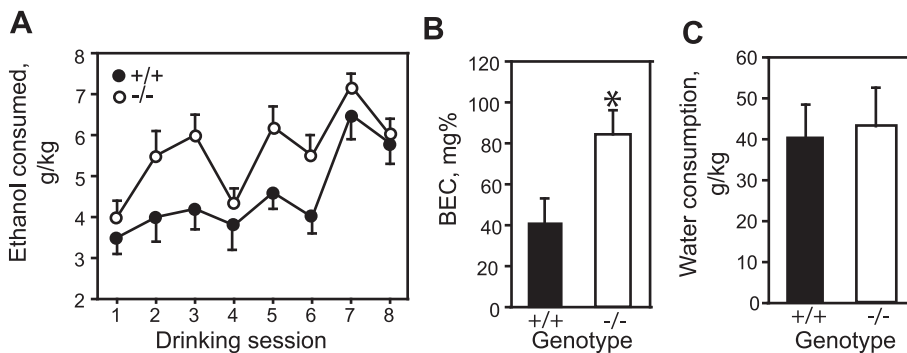 A
Ethanol consumed,
g/kg
8
7
6
5
4
3
2
+/+
-/-
1 2 3 4 5 6 7 8
Drinking session
B
BEC, mg%
120
100
80
60
40
20
0
*
+/+ -/-
Genotype
C
Water consumption,
g/kg
60
50
40
30
20
10
0
+/+ -/-
Genotype